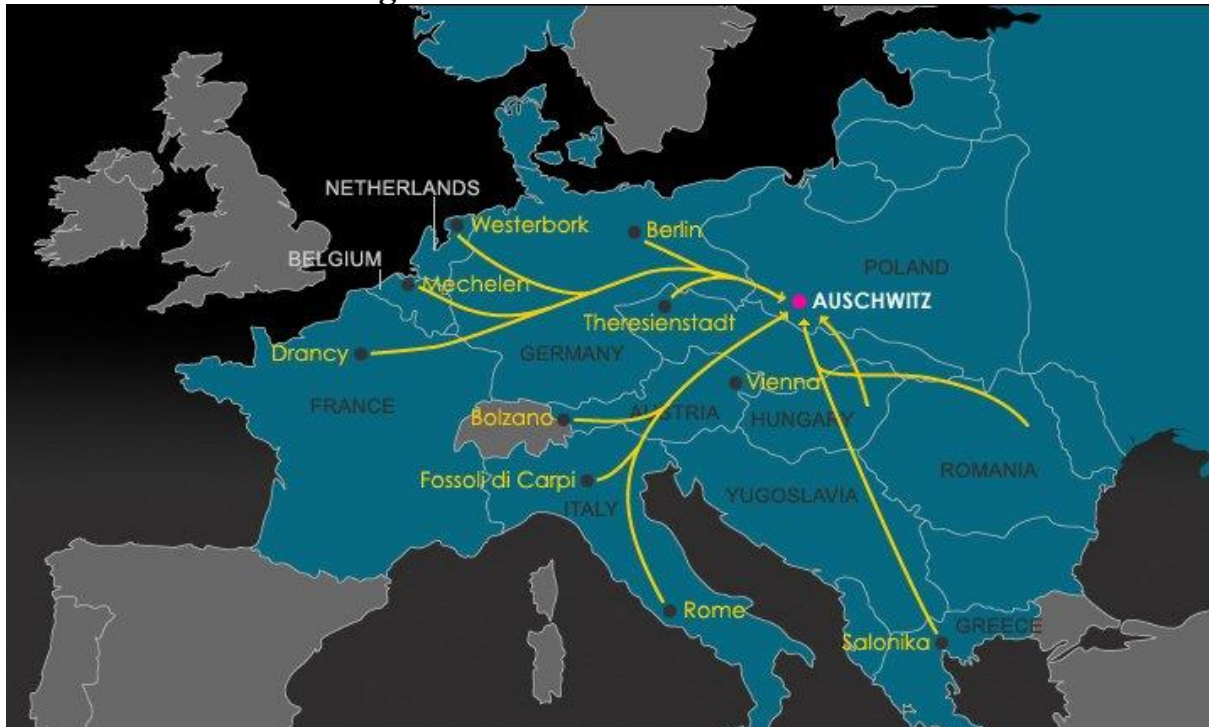 NETHERLANDS
Westerbork
Berlin
BELGIUM
Mechelen
POLAND
AUSCHWITZ
Theresienstadt
Drancy
GERMANY
Vienna
FRANCE
Bolzano
AUSTRIA
HUNGARY
Fossoli di Carpi
ROMANIA
YUGOSLAVIA
ITALY
Rome
GREECE
Salonika